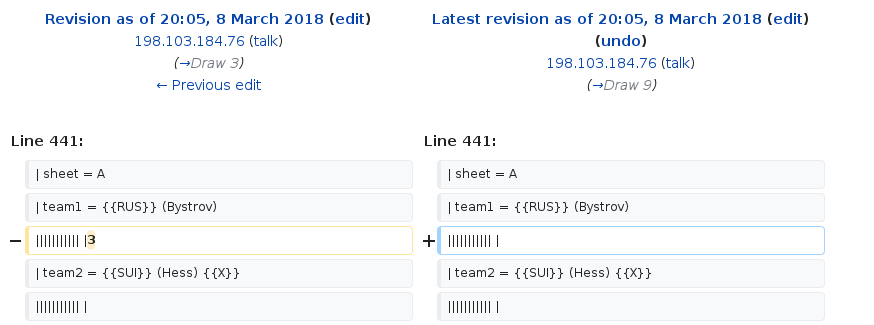 Revision as of 20:05, 8 March 2018 (edit)
198.103.184.76 (talk)
(→Draw 3)
← Previous edit
Latest revision as of 20:05, 8 March 2018 (edit)
(undo)
198.103.184.76 (talk)
(→Draw 9)
Line 441:
Line 441:
| sheet = A
| sheet = A
| team1 = {{RUS}} (Bystrov)
| team1 = {{RUS}} (Bystrov)
− ||||||||||| |3
+ ||||||||||| |
| team2 = {{SUI}} (Hess) {{X}}
| team2 = {{SUI}} (Hess) {{X}}
||||||||||| |
||||||||||| |